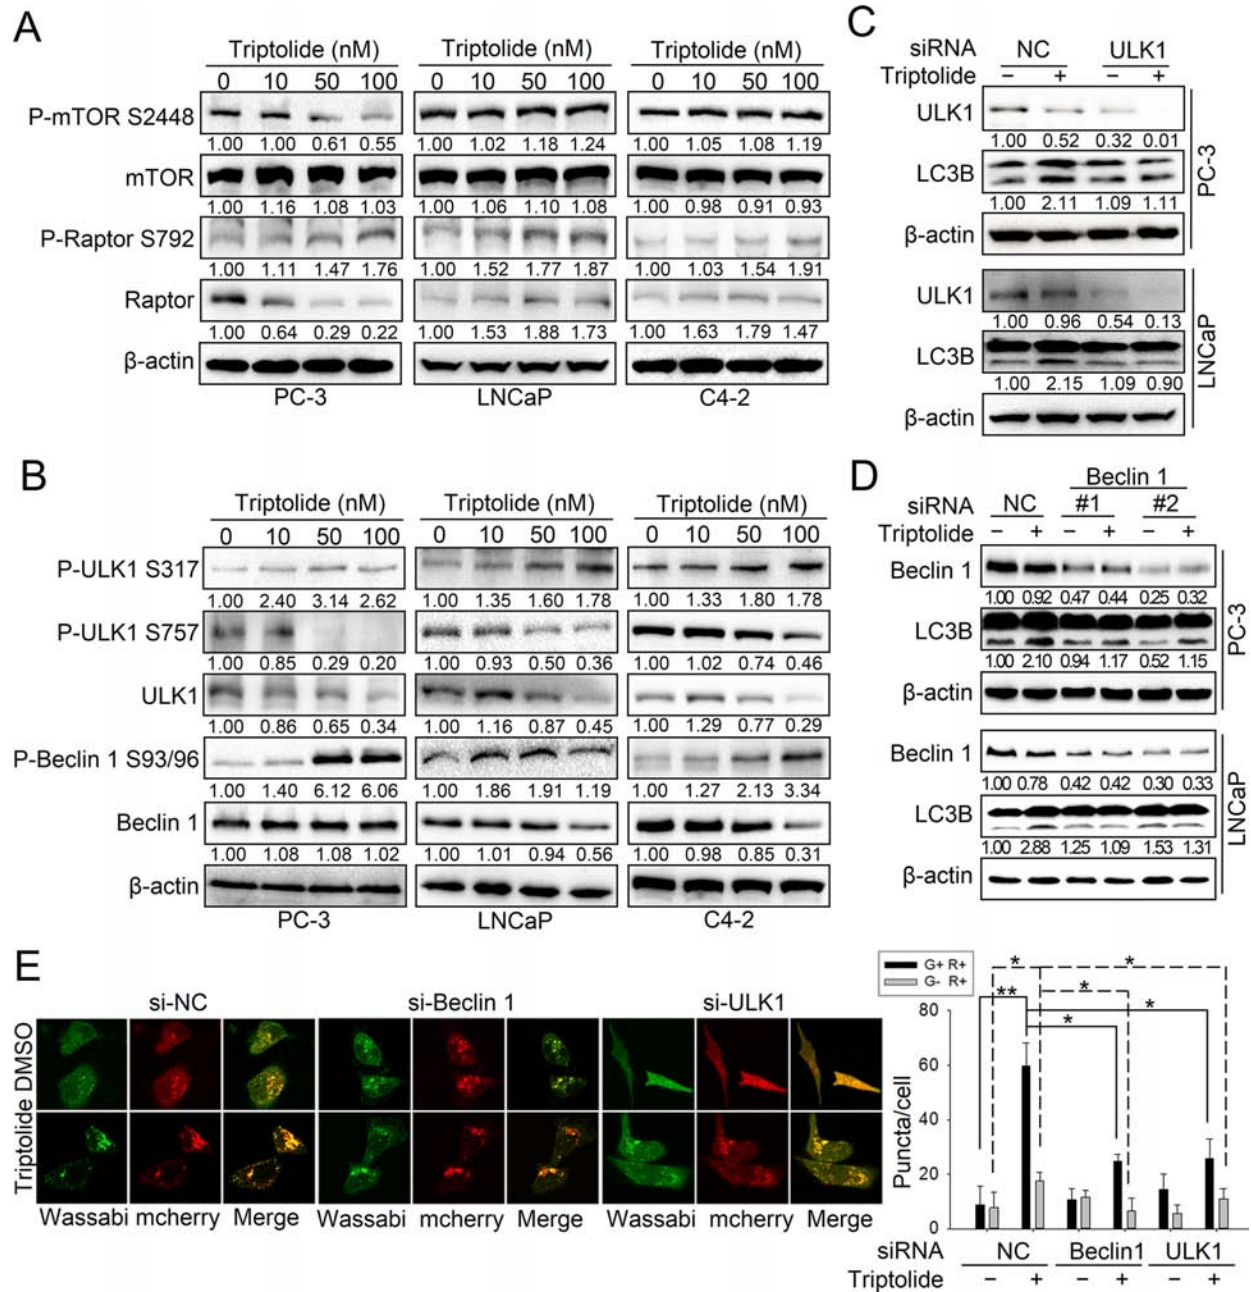 A
Triptolide (nM) Triptolide (nM) Triptolide (nM)
0 10 50 100 0 10 50 100 0 10 50 100
P-mTOR S2448
1.00 1.00 0.61 0.55 1.00 1.02 1.18 1.24 1.00 1.05 1.08 1.19
mTOR
1.00 1.16 1.08 1.03 1.00 1.06 1.10 1.08 1.00 0.98 0.91 0.93
P-Raptor S792
1.00 1.11 1.47 1.76 1.00 1.52 1.77 1.87 1.00 1.03 1.54 1.91
Raptor
1.00 0.64 0.29 0.22 1.00 1.53 1.88 1.73 1.00 1.63 1.79 1.47
β-actin
PC-3 LNCaP C4-2
B
Triptolide (nM) Triptolide (nM) Triptolide (nM)
0 10 50 100 0 10 50 100 0 10 50 100
P-ULK1 S317
1.00 2.40 3.14 2.62 1.00 1.35 1.60 1.78 1.00 1.33 1.80 1.78
P-ULK1 S757
1.00 0.85 0.29 0.20 1.00 0.93 0.50 0.36 1.00 1.02 0.74 0.46
ULK1
1.00 0.86 0.65 0.34 1.00 1.16 0.87 0.45 1.00 1.29 0.77 0.29
P-Beclin 1 S93/96
1.00 1.40 6.12 6.06 1.00 1.86 1.91 1.19 1.00 1.27 2.13 3.34
Beclin 1
1.00 1.08 1.08 1.02 1.00 1.01 0.94 0.56 1.00 0.98 0.85 0.31
β-actin
PC-3 LNCaP C4-2
C
siRNA NC ULK1
Triptolide − + − +
ULK1
1.00 0.52 0.32 0.01
LC3B
1.00 2.11 1.09 1.11
β-actin
PC-3
ULK1
1.00 0.96 0.54 0.13
LC3B
1.00 2.15 1.09 0.90
β-actin
LNCaP
D
Beclin 1
siRNA NC #1 #2
Triptolide − + − + − +
Beclin 1
1.00 0.92 0.47 0.44 0.25 0.32
LC3B
1.00 2.10 0.94 1.17 0.52 1.15
β-actin
PC-3
Beclin 1
1.00 0.78 0.42 0.42 0.30 0.33
LC3B
1.00 2.88 1.25 1.09 1.53 1.31
β-actin
LNCaP
E
si-NC si-Beclin 1 si-ULK1
DMSO
Triptolide
Wassabi mcherry Merge Wassabi mcherry Merge Wassabi mcherry Merge
G+ R+
G- R+
* * * ** * *
Puncta/cell
80
60
40
20
0
siRNA NC Beclin1 ULK1
Triptolide − + − + − +